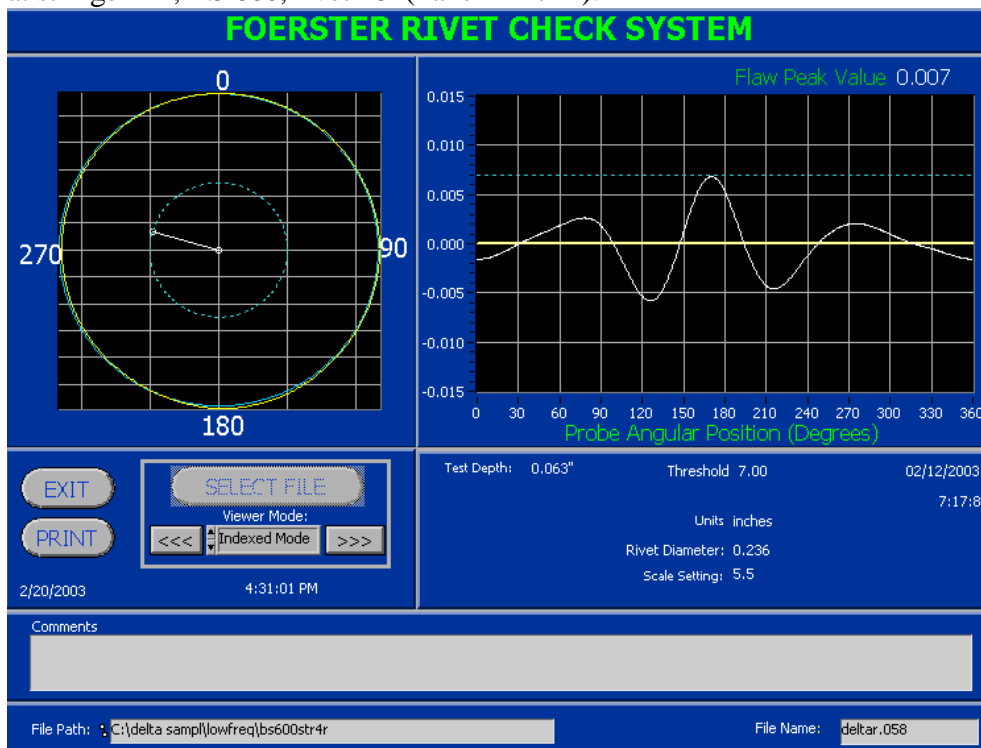 FOERSTER RIVET CHECK SYSTEM
0
270
90
180
Flaw Peak Value 0.007
0.015
0.010
0.005
0.000
-0.005
-0.010
-0.015
0 30 60 90 120 150 180 210 240 270 300 330 360
Probe Angular Position (Degrees)
EXIT
PRINT
SELECT FILE
Viewer Mode:
<<< Indexed Mode >>>
2/20/2003 4:31:01 PM
Test Depth: 0.063" Threshold 7.00 02/12/2003
7:17:8
Units inches
Rivet Diameter: 0.236
Scale Setting: 5.5
Comments
File Path: C:\delta sampl\lowfreq\bs600str4r
File Name: deltar.058